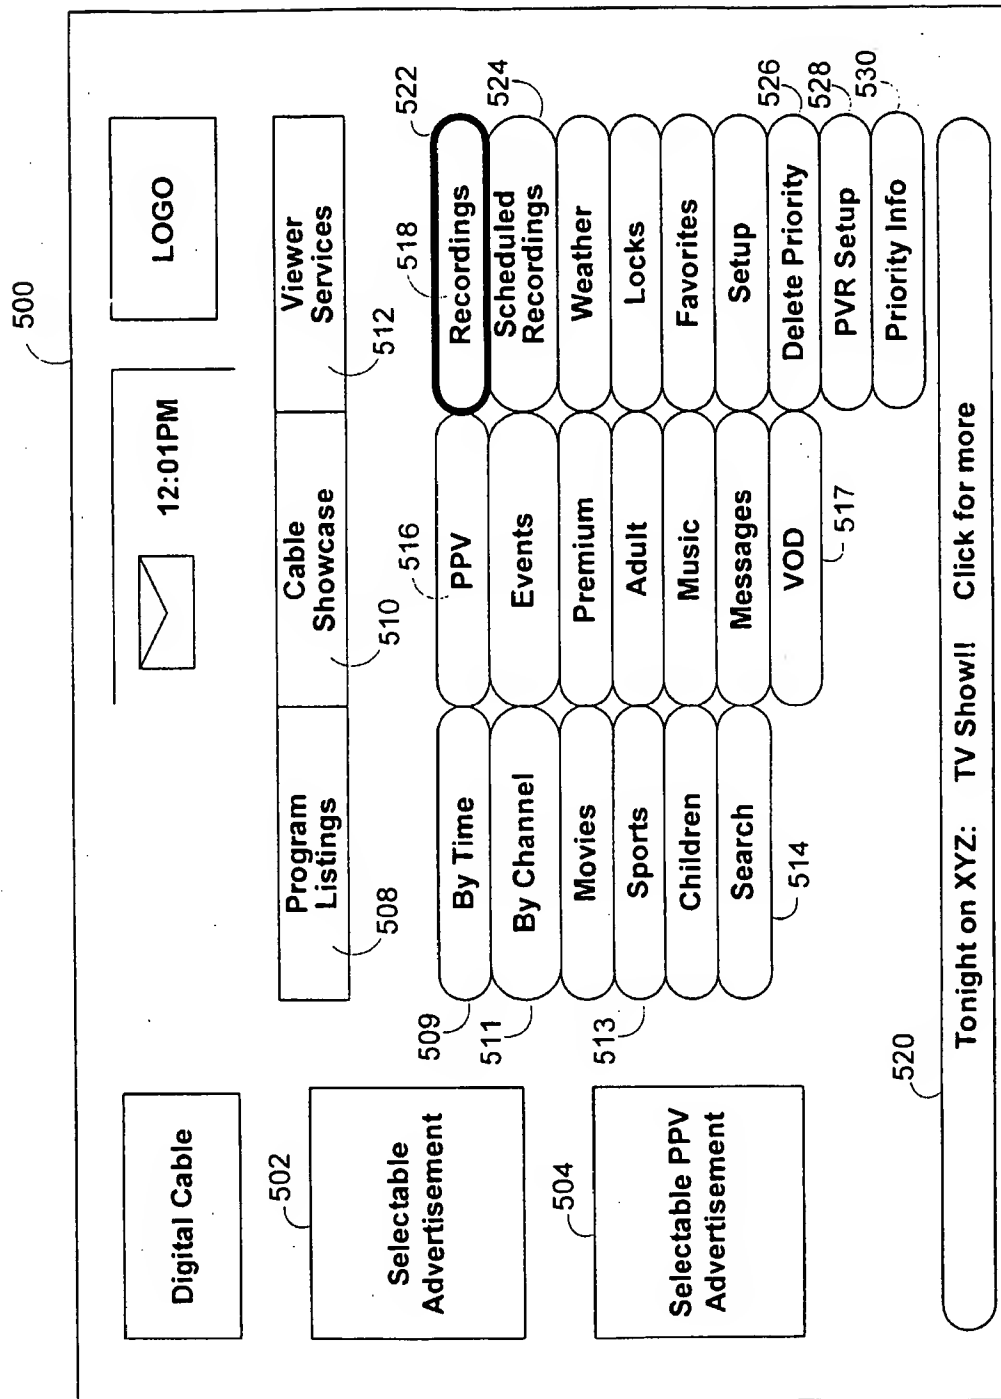 500
Digital Cable
12:01PM
LOGO
502
Selectable
Advertisement
504
Selectable PPV
Advertisement
Program
Listings
508
Cable
Showcase
510
Viewer
Services
512
509
By Time
511
By Channel
Movies
513
Sports
Children
Search
514
516
PPV
Events
Premium
Adult
Music
Messages
VOD
517
518
522
Recordings
524
Scheduled
Recordings
Weather
Locks
Favorites
Setup
526
Delete Priority
528
PVR Setup
530
Priority Info
520
Tonight on XYZ: TV Show!! Click for more